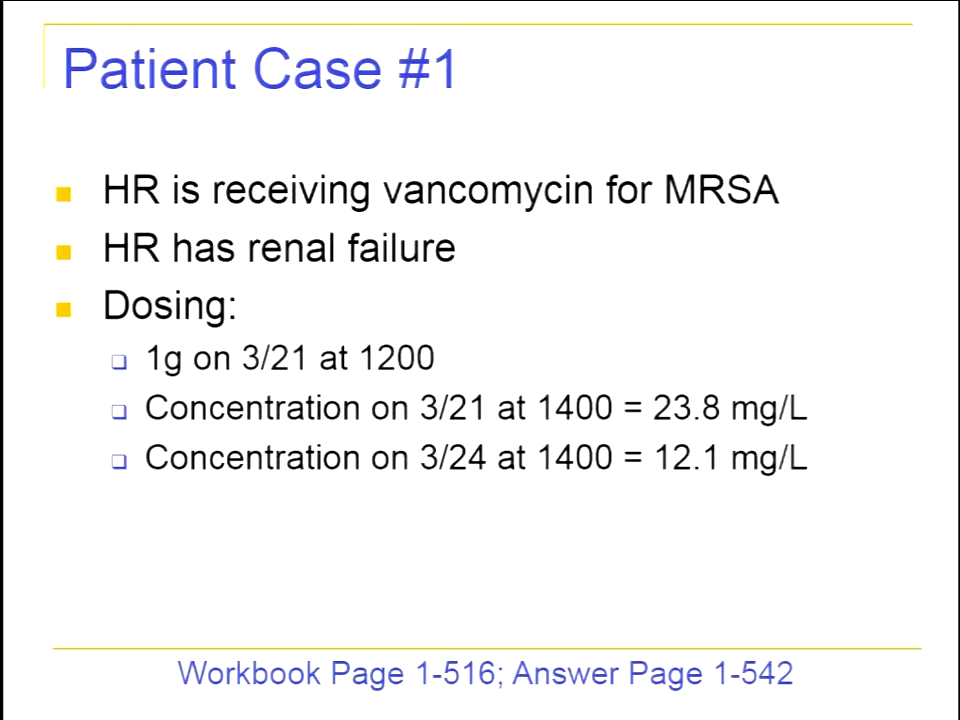 Patient Case #1
HR is receiving vancomycin for MRSA
HR has renal failure
Dosing:
1g on 3/21 at 1200
Concentration on 3/21 at 1400 = 23.8 mg/L
Concentration on 3/24 at 1400 = 12.1 mg/L
Workbook Page 1-516; Answer Page 1-542